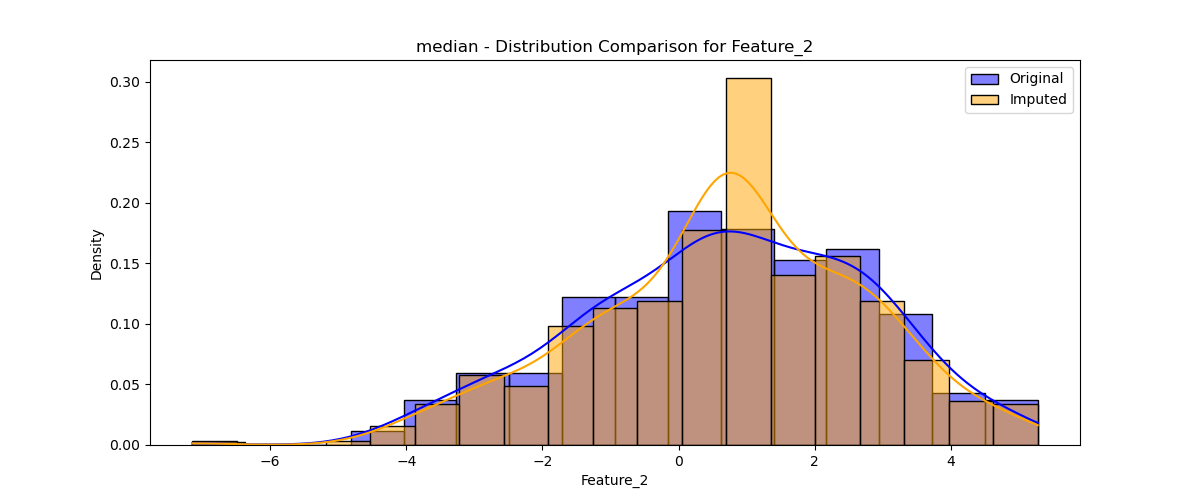 median - Distribution Comparison for Feature_2
Original
Imputed
Density
0.30
0.25
0.20
0.15
0.10
0.05
0.00
−6
−4
−2
0
2
4
Feature_2